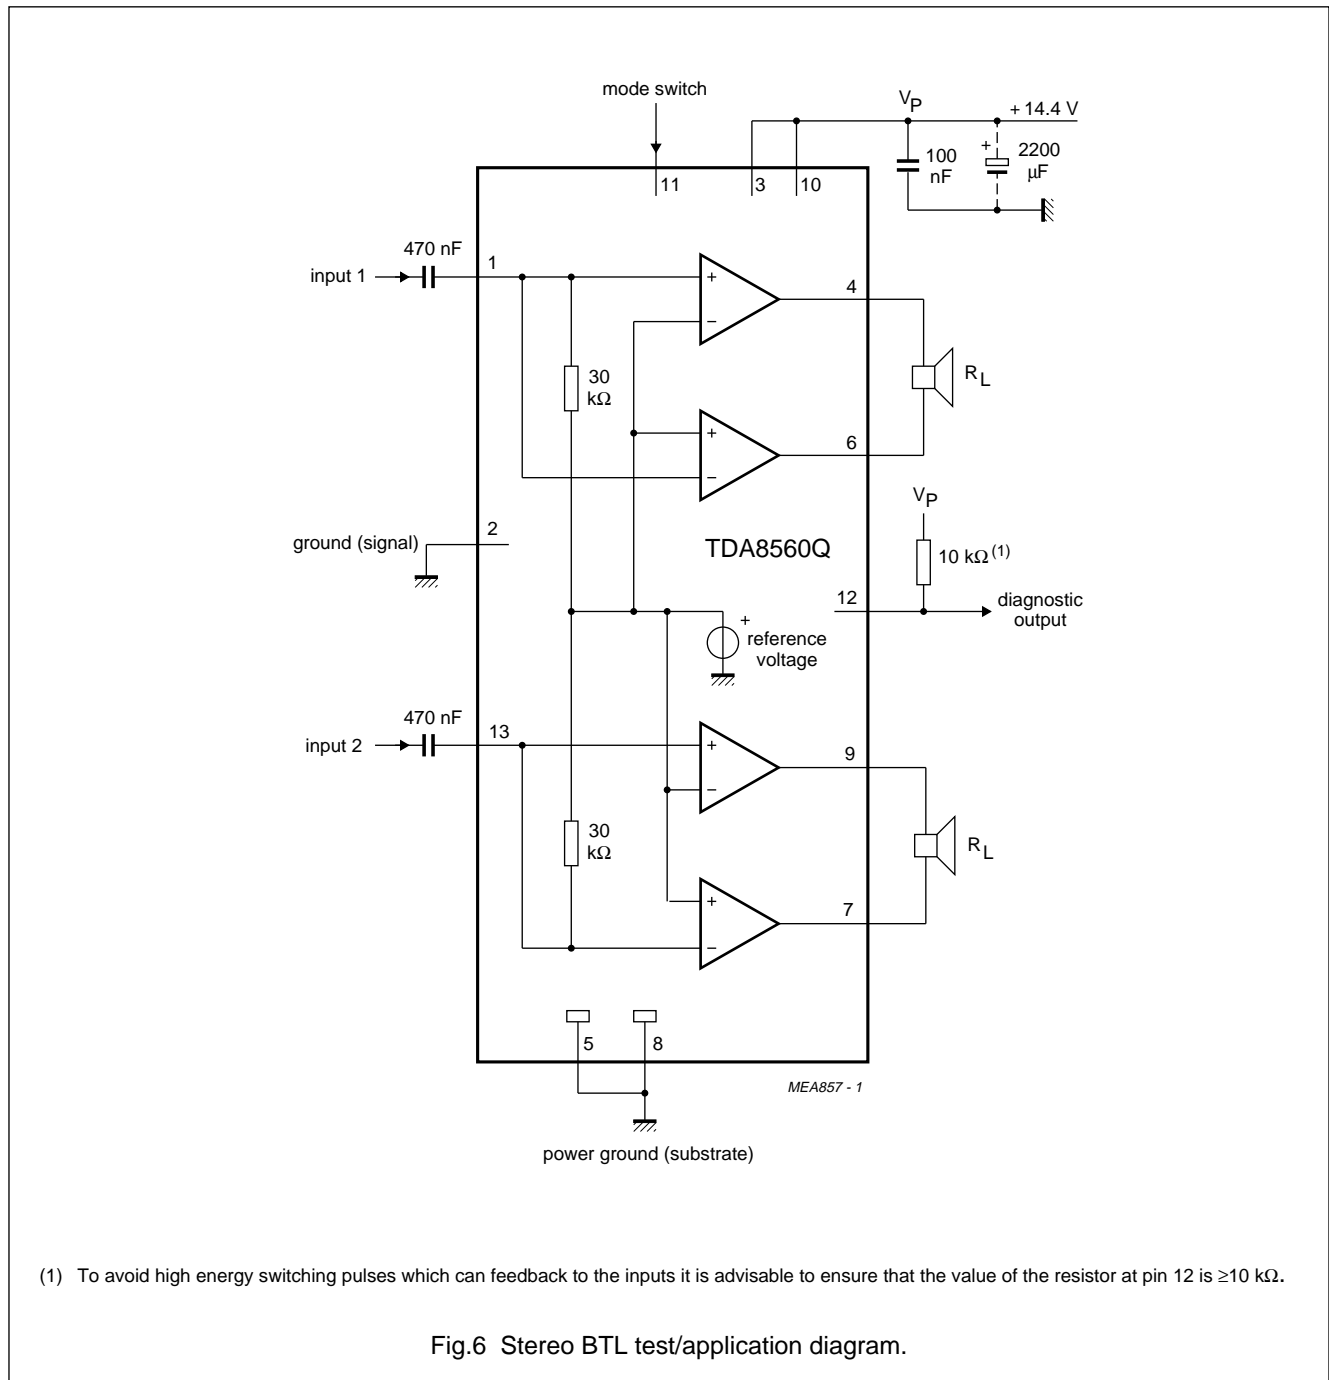 mode switch
V_P
+ 14.4 V
100
nF
+
2200
μF
11
3
10
470 nF
input 1
1
+
−
4
30
kΩ
R_L
+
−
6
V_P
ground (signal)
2
TDA8560Q
10 kΩ(1)
12
diagnostic
output
+
reference
voltage
470 nF
input 2
13
+
−
9
30
kΩ
R_L
+
−
7
5
8
MEA857 - 1
power ground (substrate)
(1) To avoid high energy switching pulses which can feedback to the inputs it is advisable to ensure that the value of the resistor at pin 12 is ≥10 kΩ.
Fig.6 Stereo BTL test/application diagram.